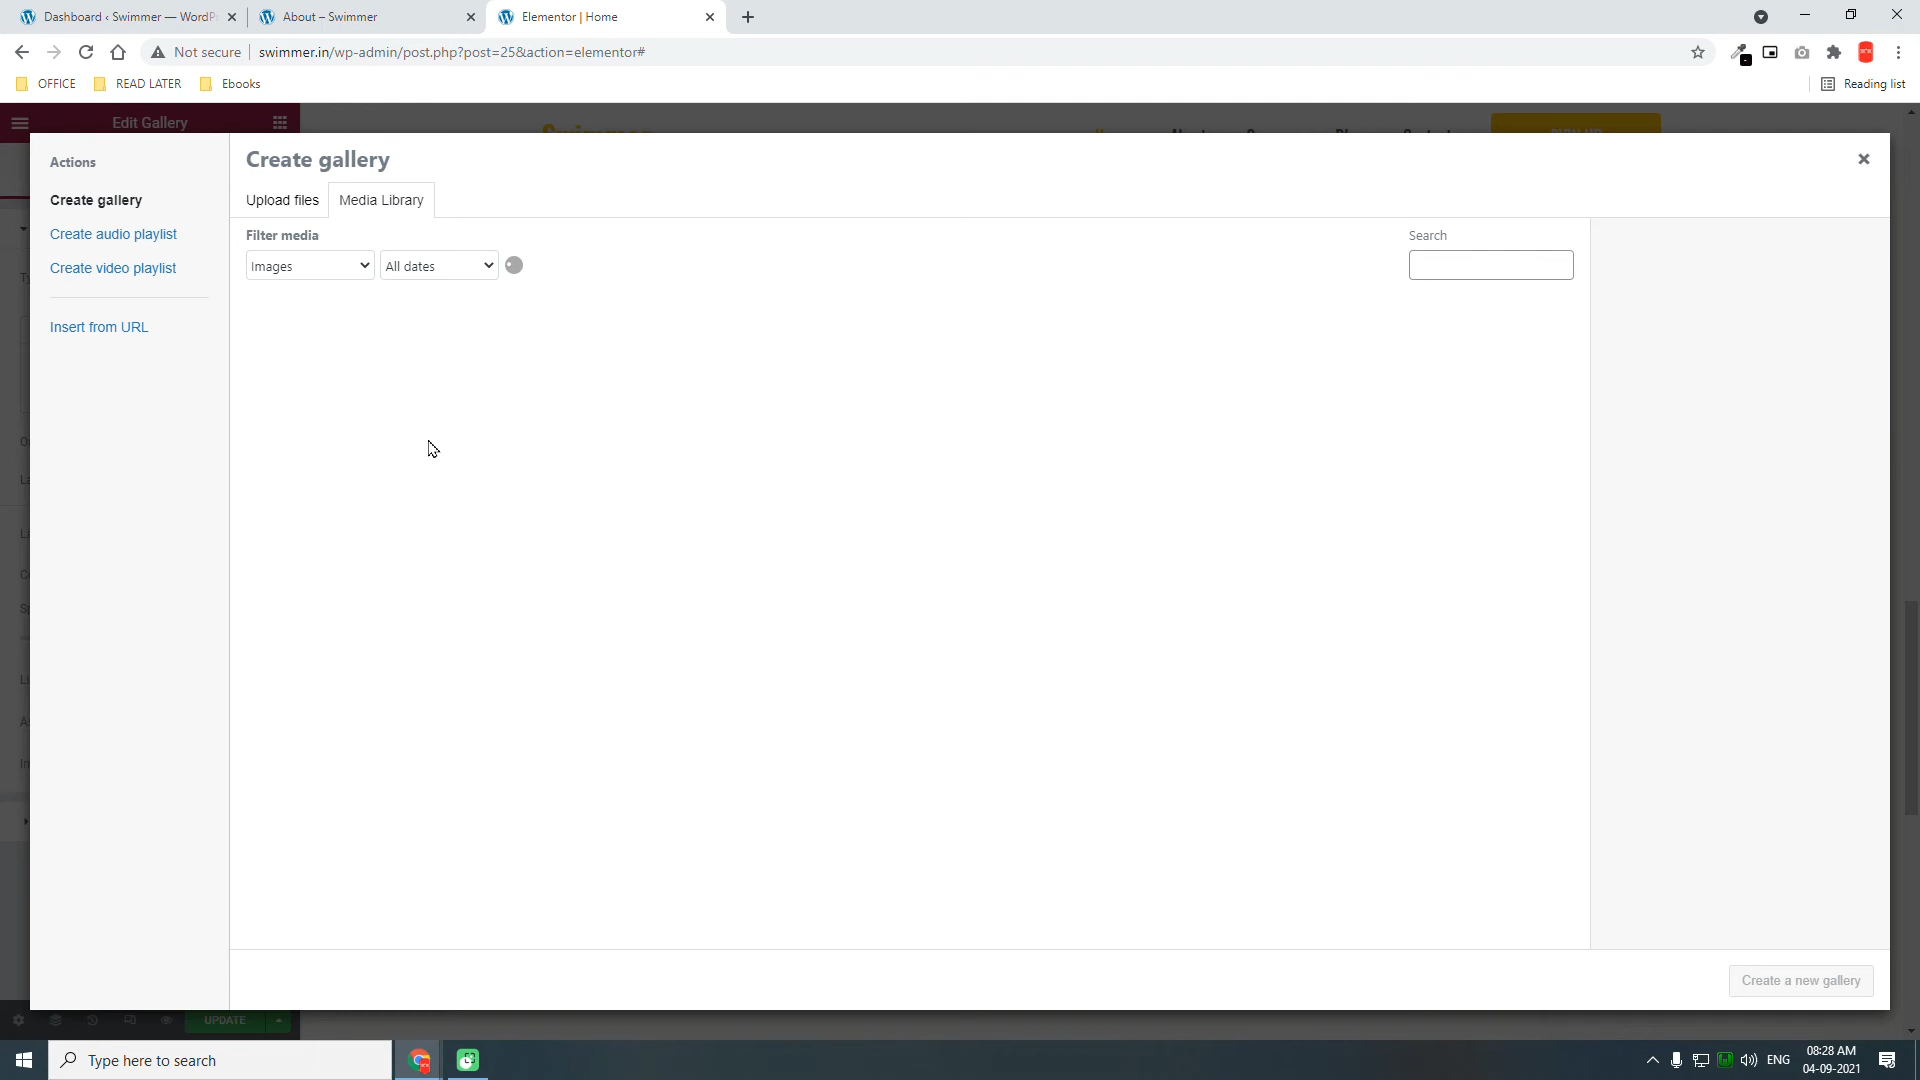 Dashboard ‹ Swimmer — WordP
About – Swimmer
Elementor | Home
Not secure
swimmer.in/wp-admin/post.php?post=25&action=elementor#
OFFICE
READ LATER
Ebooks
Reading list
Edit Gallery
Actions
Create gallery
Create audio playlist
Create video playlist
Insert from URL
Create gallery
Upload files
Media Library
Filter media
Images
All dates
Search
Create a new gallery
UPDATE
Type here to search
ENG
08:28 AM
04-09-2021